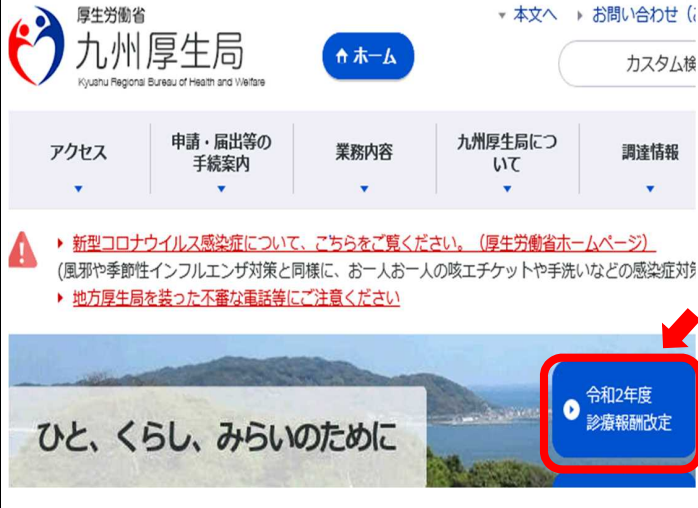 厚生労働省
九州厚生局
Kyushu Regional Bureau of Health and Welfare
ホーム
本文へ
お問い合わせ
カスタム検
アクセス
申請・届出等の
手続案内
業務内容
九州厚生局につ
いて
調達情報
新型コロナウイルス感染症について、こちらをご覧ください。（厚生労働省ホームページ）
(風邪や季節性インフルエンザ対策と同様に、お一人お一人の咳エチケットや手洗いなどの感染症対
地方厚生局を装った不審な電話等にご注意ください
ひと、くらし、みらいのために
令和2年度
診療報酬改定